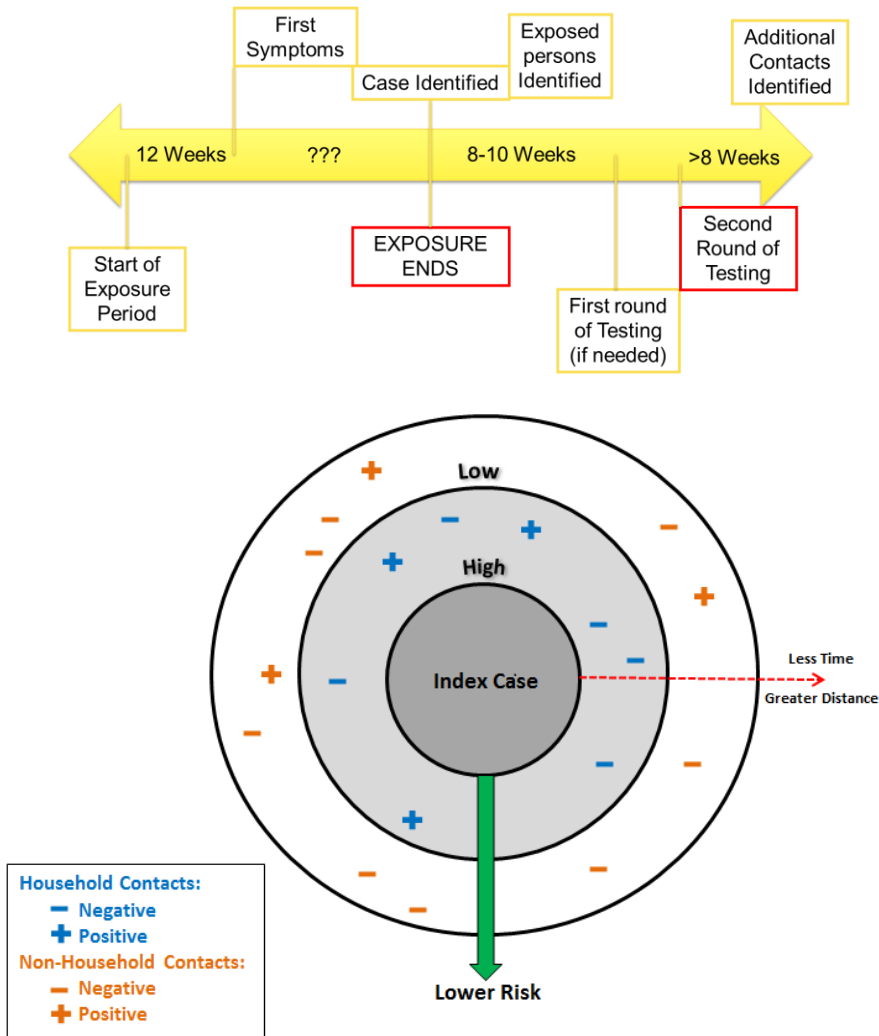 First
Symptoms
Case Identified
Exposed
persons
Identified
Additional
Contacts
Identified
12 Weeks
???
8-10 Weeks
>8 Weeks
Start of
Exposure
Period
EXPOSURE
ENDS
First round
of Testing
(if needed)
Second
Round of
Testing
Low
High
Index Case
Less Time
Greater Distance
Lower Risk
Household Contacts:
Negative
Positive
Non-Household Contacts:
Negative
Positive